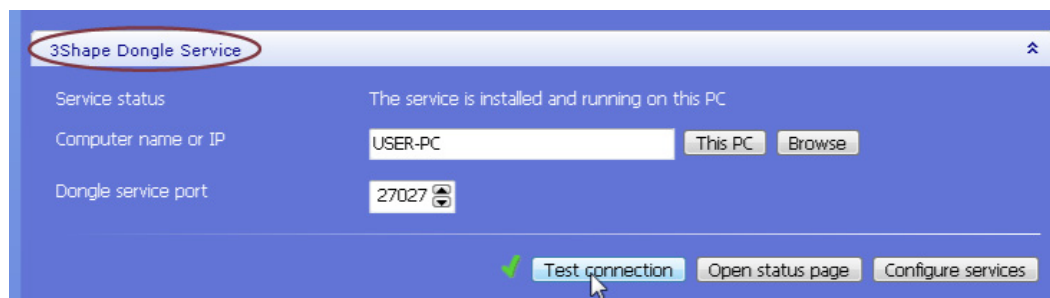 3Shape Dongle Service
Service status The service is installed and running on this PC
Computer name or IP USER-PC This PC Browse
Dongle service port 27027
Test connection Open status page Configure services